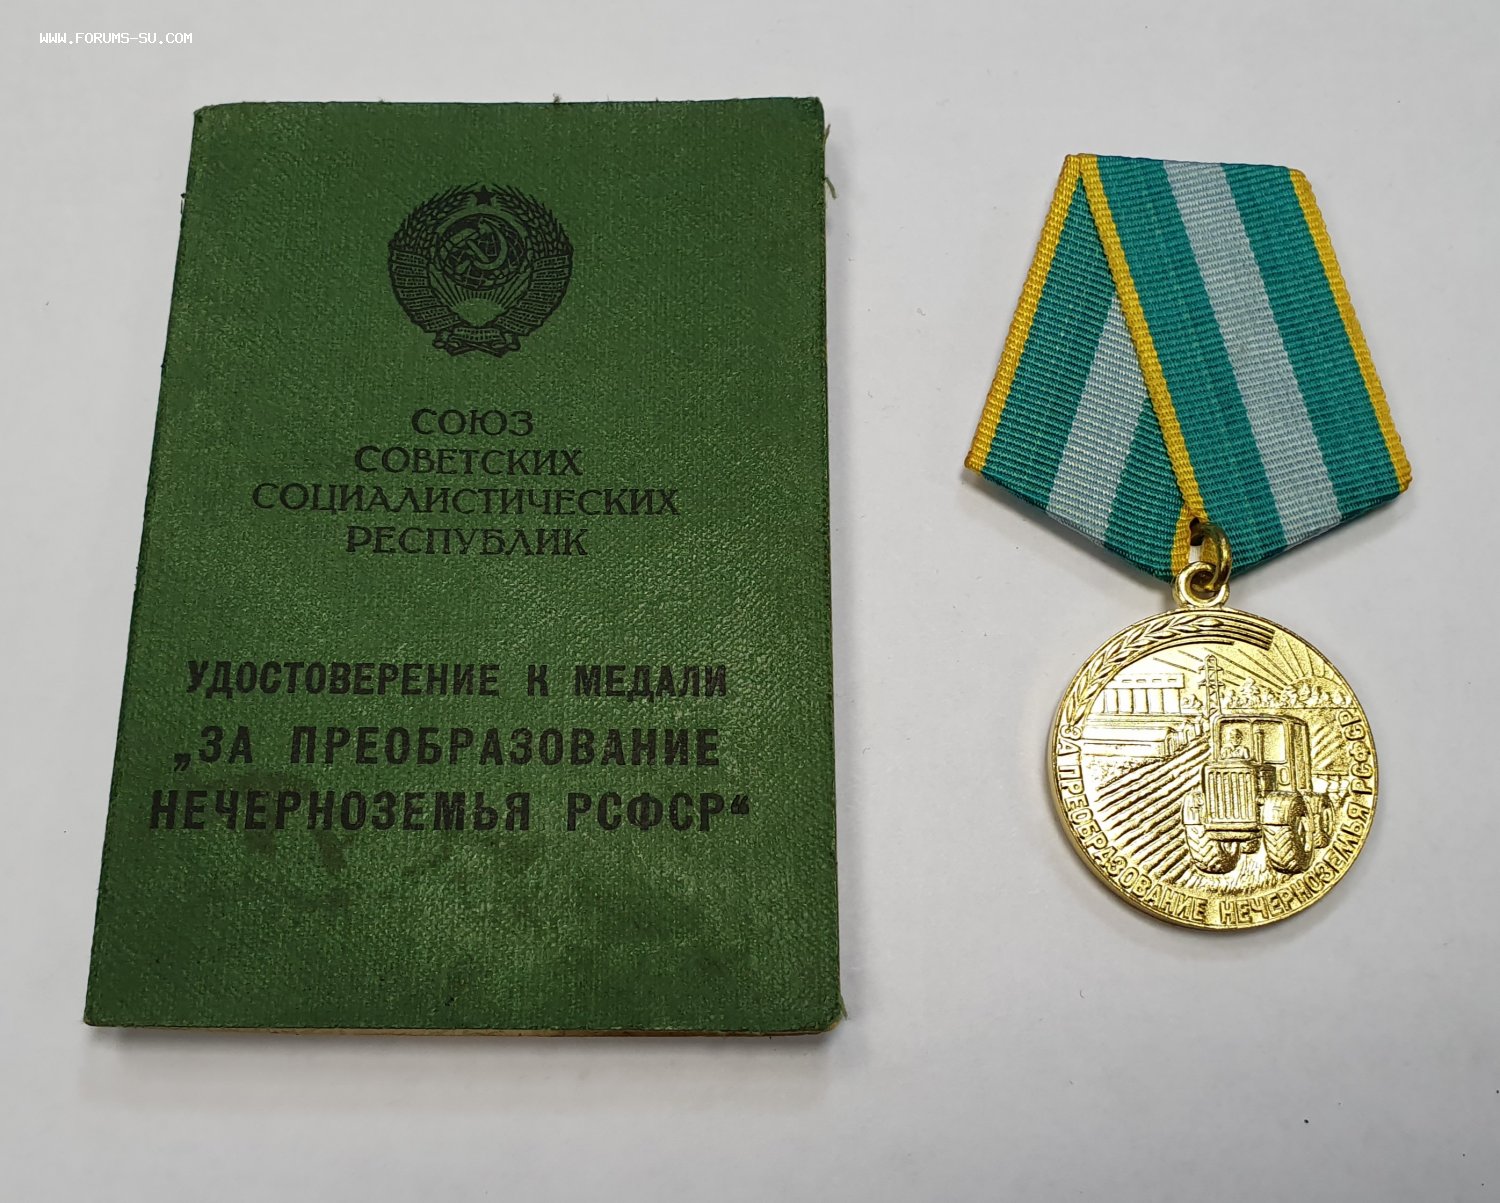 WWW.FORUMS-SU.COM
СОЮЗ
СОВЕТСКИХ
СОЦИАЛИСТИЧЕСКИХ
РЕСПУБЛИК
УДОСТОВЕРЕНИЕ К МЕДАЛИ
„ЗА ПРЕОБРАЗОВАНИЕ
НЕЧЕРНОЗЕМЬЯ РСФСР“
ЗА ПРЕОБРАЗОВАНИЕ НЕЧЕРНОЗЕМЬЯ РСФСР